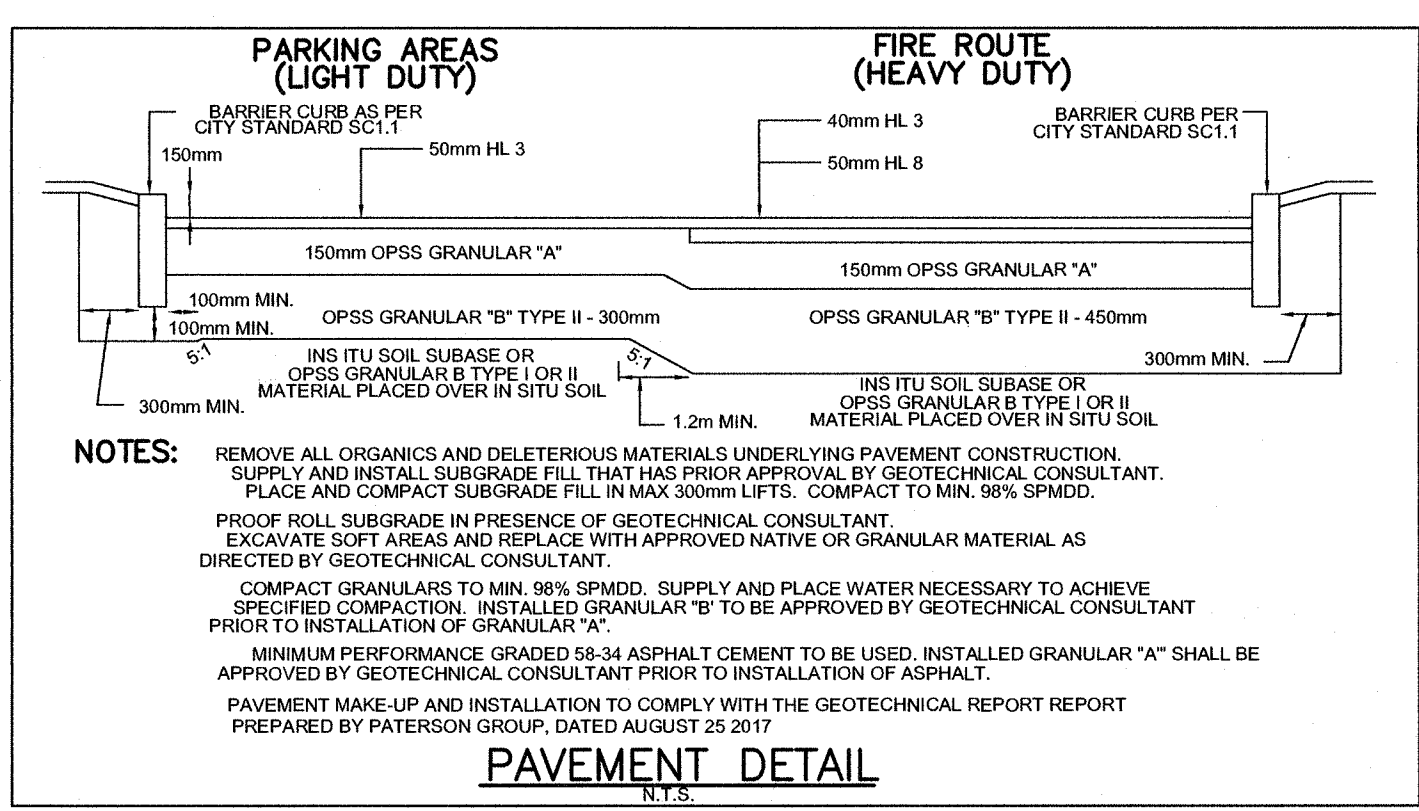 PARKING AREAS
(LIGHT DUTY)
FIRE ROUTE
(HEAVY DUTY)
BARRIER CURB AS PER
CITY STANDARD SC1.1
150mm
50mm HL 3
40mm HL 3
50mm HL 8
BARRIER CURB PER
CITY STANDARD SC1.1
150mm OPSS GRANULAR "A"
150mm OPSS GRANULAR "A"
100mm MIN.
100mm MIN.
OPSS GRANULAR "B" TYPE II - 300mm
OPSS GRANULAR "B" TYPE II - 450mm
5:1
5:1
300mm MIN.
INS ITU SOIL SUBASE OR
OPSS GRANULAR B TYPE I OR II
MATERIAL PLACED OVER IN SITU SOIL
300mm MIN.
1.2m MIN.
INS ITU SOIL SUBASE OR
OPSS GRANULAR B TYPE I OR II
MATERIAL PLACED OVER IN SITU SOIL
NOTES:
REMOVE ALL ORGANICS AND DELETERIOUS MATERIALS UNDERLYING PAVEMENT CONSTRUCTION.
SUPPLY AND INSTALL SUBGRADE FILL THAT HAS PRIOR APPROVAL BY GEOTECHNICAL CONSULTANT.
PLACE AND COMPACT SUBGRADE FILL IN MAX 300mm LIFTS. COMPACT TO MIN. 98% SPMDD.
PROOF ROLL SUBGRADE IN PRESENCE OF GEOTECHNICAL CONSULTANT.
EXCAVATE SOFT AREAS AND REPLACE WITH APPROVED NATIVE OR GRANULAR MATERIAL AS
DIRECTED BY GEOTECHNICAL CONSULTANT.
COMPACT GRANULARS TO MIN. 98% SPMDD. SUPPLY AND PLACE WATER NECESSARY TO ACHIEVE
SPECIFIED COMPACTION. INSTALLED GRANULAR "B' TO BE APPROVED BY GEOTECHNICAL CONSULTANT
PRIOR TO INSTALLATION OF GRANULAR "A".
MINIMUM PERFORMANCE GRADED 58-34 ASPHALT CEMENT TO BE USED. INSTALLED GRANULAR "A'" SHALL BE
APPROVED BY GEOTECHNICAL CONSULTANT PRIOR TO INSTALLATION OF ASPHALT.
PAVEMENT MAKE-UP AND INSTALLATION TO COMPLY WITH THE GEOTECHNICAL REPORT REPORT
PREPARED BY PATERSON GROUP, DATED AUGUST 25 2017
PAVEMENT DETAIL
N.T.S.